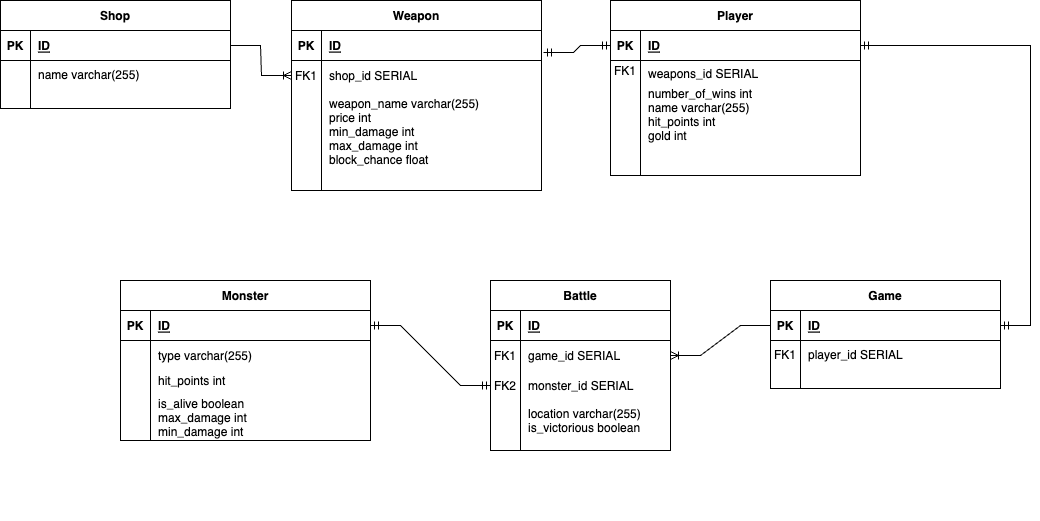 Shop
PK ID
name varchar(255)
Weapon
PK ID
FK1 shop_id SERIAL
weapon_name varchar(255)
price int
min_damage int
max_damage int
block_chance float
Player
PK ID
FK1 weapons_id SERIAL
number_of_wins int
name varchar(255)
hit_points int
gold int
Monster
PK ID
type varchar(255)
hit_points int
is_alive boolean
max_damage int
min_damage int
Battle
PK ID
FK1 game_id SERIAL
FK2 monster_id SERIAL
location varchar(255)
is_victorious boolean
Game
PK ID
FK1 player_id SERIAL